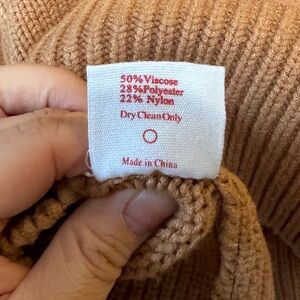 50%Viscose
28%Polyester
22% Nylon
Dry Clean Only
Made in China